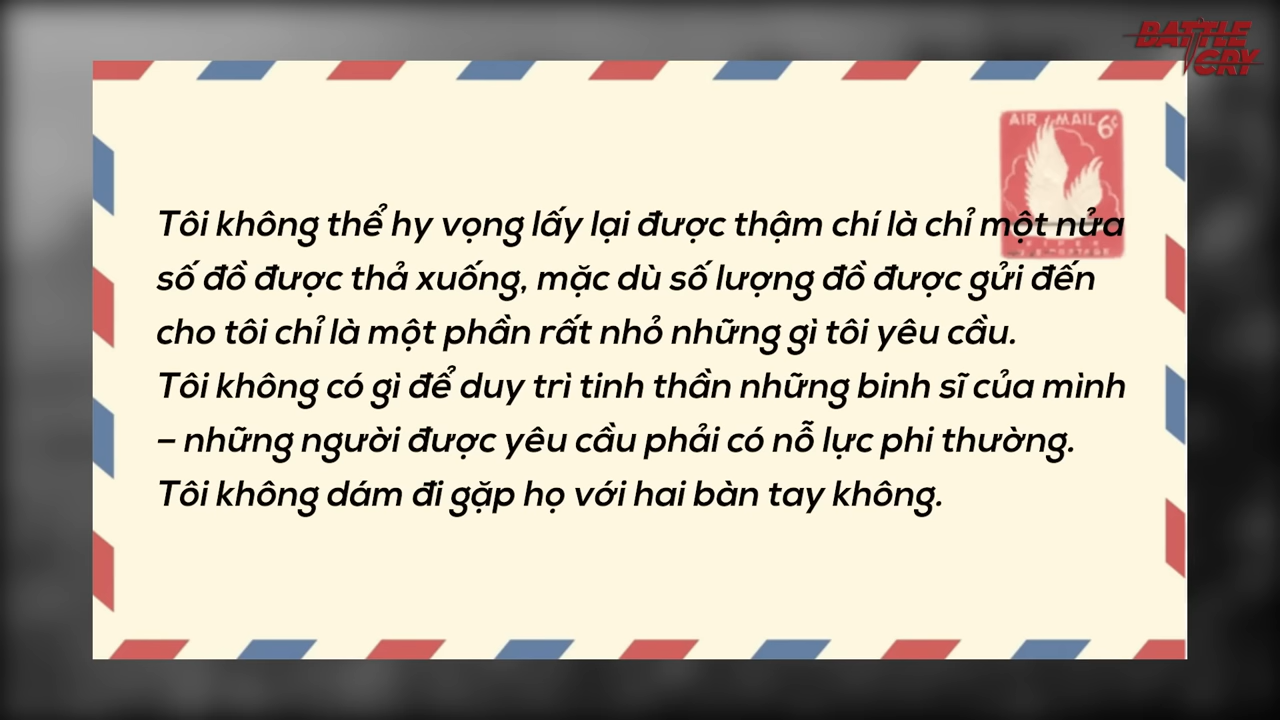 BATTLE
CRY
AIR MAIL 6¢
Tôi không thể hy vọng lấy lại được thậm chí là chỉ một nửa
số đồ được thả xuống, mặc dù số lượng đồ được gửi đến
cho tôi chỉ là một phần rất nhỏ những gì tôi yêu cầu.
Tôi không có gì để duy trì tinh thần những binh sĩ của mình
– những người được yêu cầu phải có nỗ lực phi thường.
Tôi không dám đi gặp họ với hai bàn tay không.